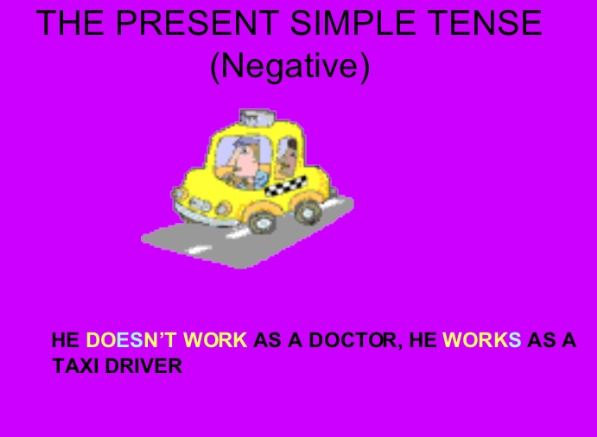 THE PRESENT SIMPLE TENSE
(Negative)
HE DOESN'T WORK AS A DOCTOR, HE WORKS AS A
TAXI DRIVER